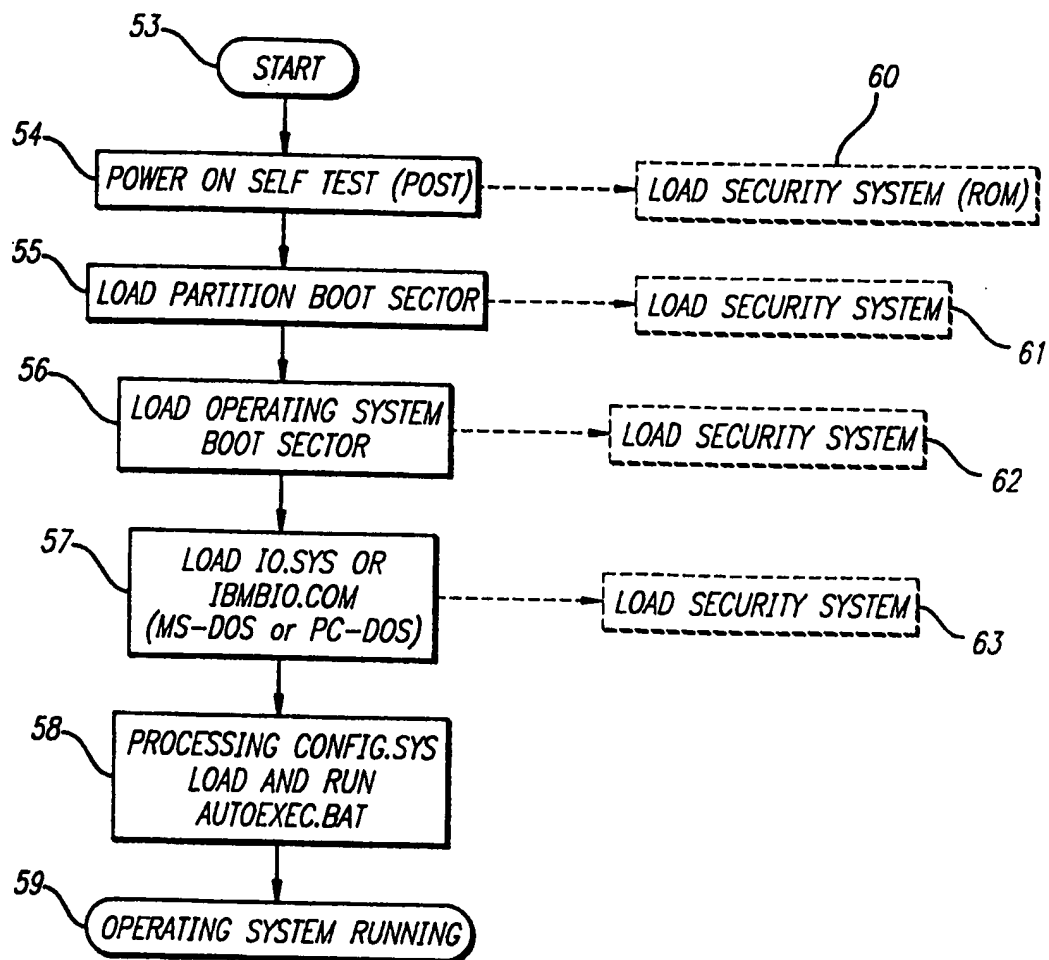 53
START
60
54
POWER ON SELF TEST (POST)
LOAD SECURITY SYSTEM (ROM)
55
LOAD PARTITION BOOT SECTOR
LOAD SECURITY SYSTEM
61
56
LOAD OPERATING SYSTEM
BOOT SECTOR
LOAD SECURITY SYSTEM
62
57
LOAD IO.SYS OR
IBMBIO.COM
(MS-DOS or PC-DOS)
LOAD SECURITY SYSTEM
63
58
PROCESSING CONFIG.SYS
LOAD AND RUN
AUTOEXEC.BAT
59
OPERATING SYSTEM RUNNING